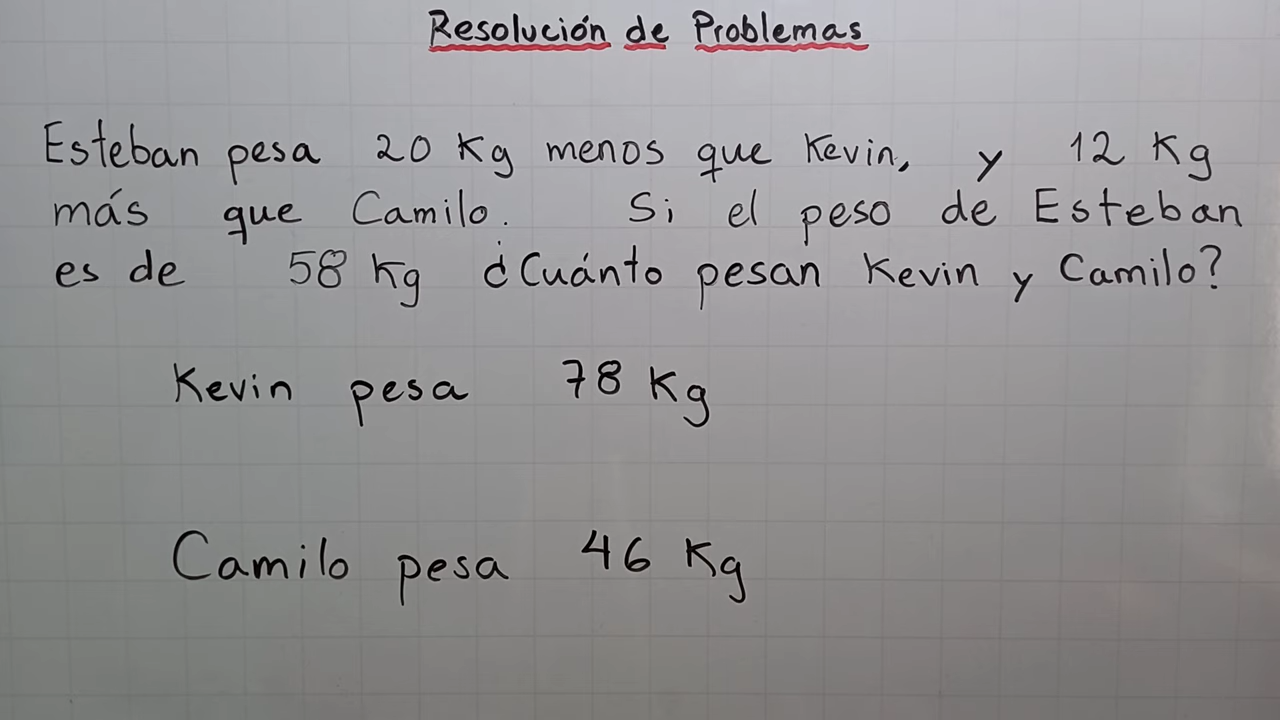 Resolución de Problemas
Esteban pesa 20 Kg menos que Kevin, y 12 Kg
más que Camilo. Si el peso de Esteban
es de 58 Kg ¿Cuánto pesan Kevin y Camilo?
Kevin pesa 78 Kg
Camilo pesa 46 Kg